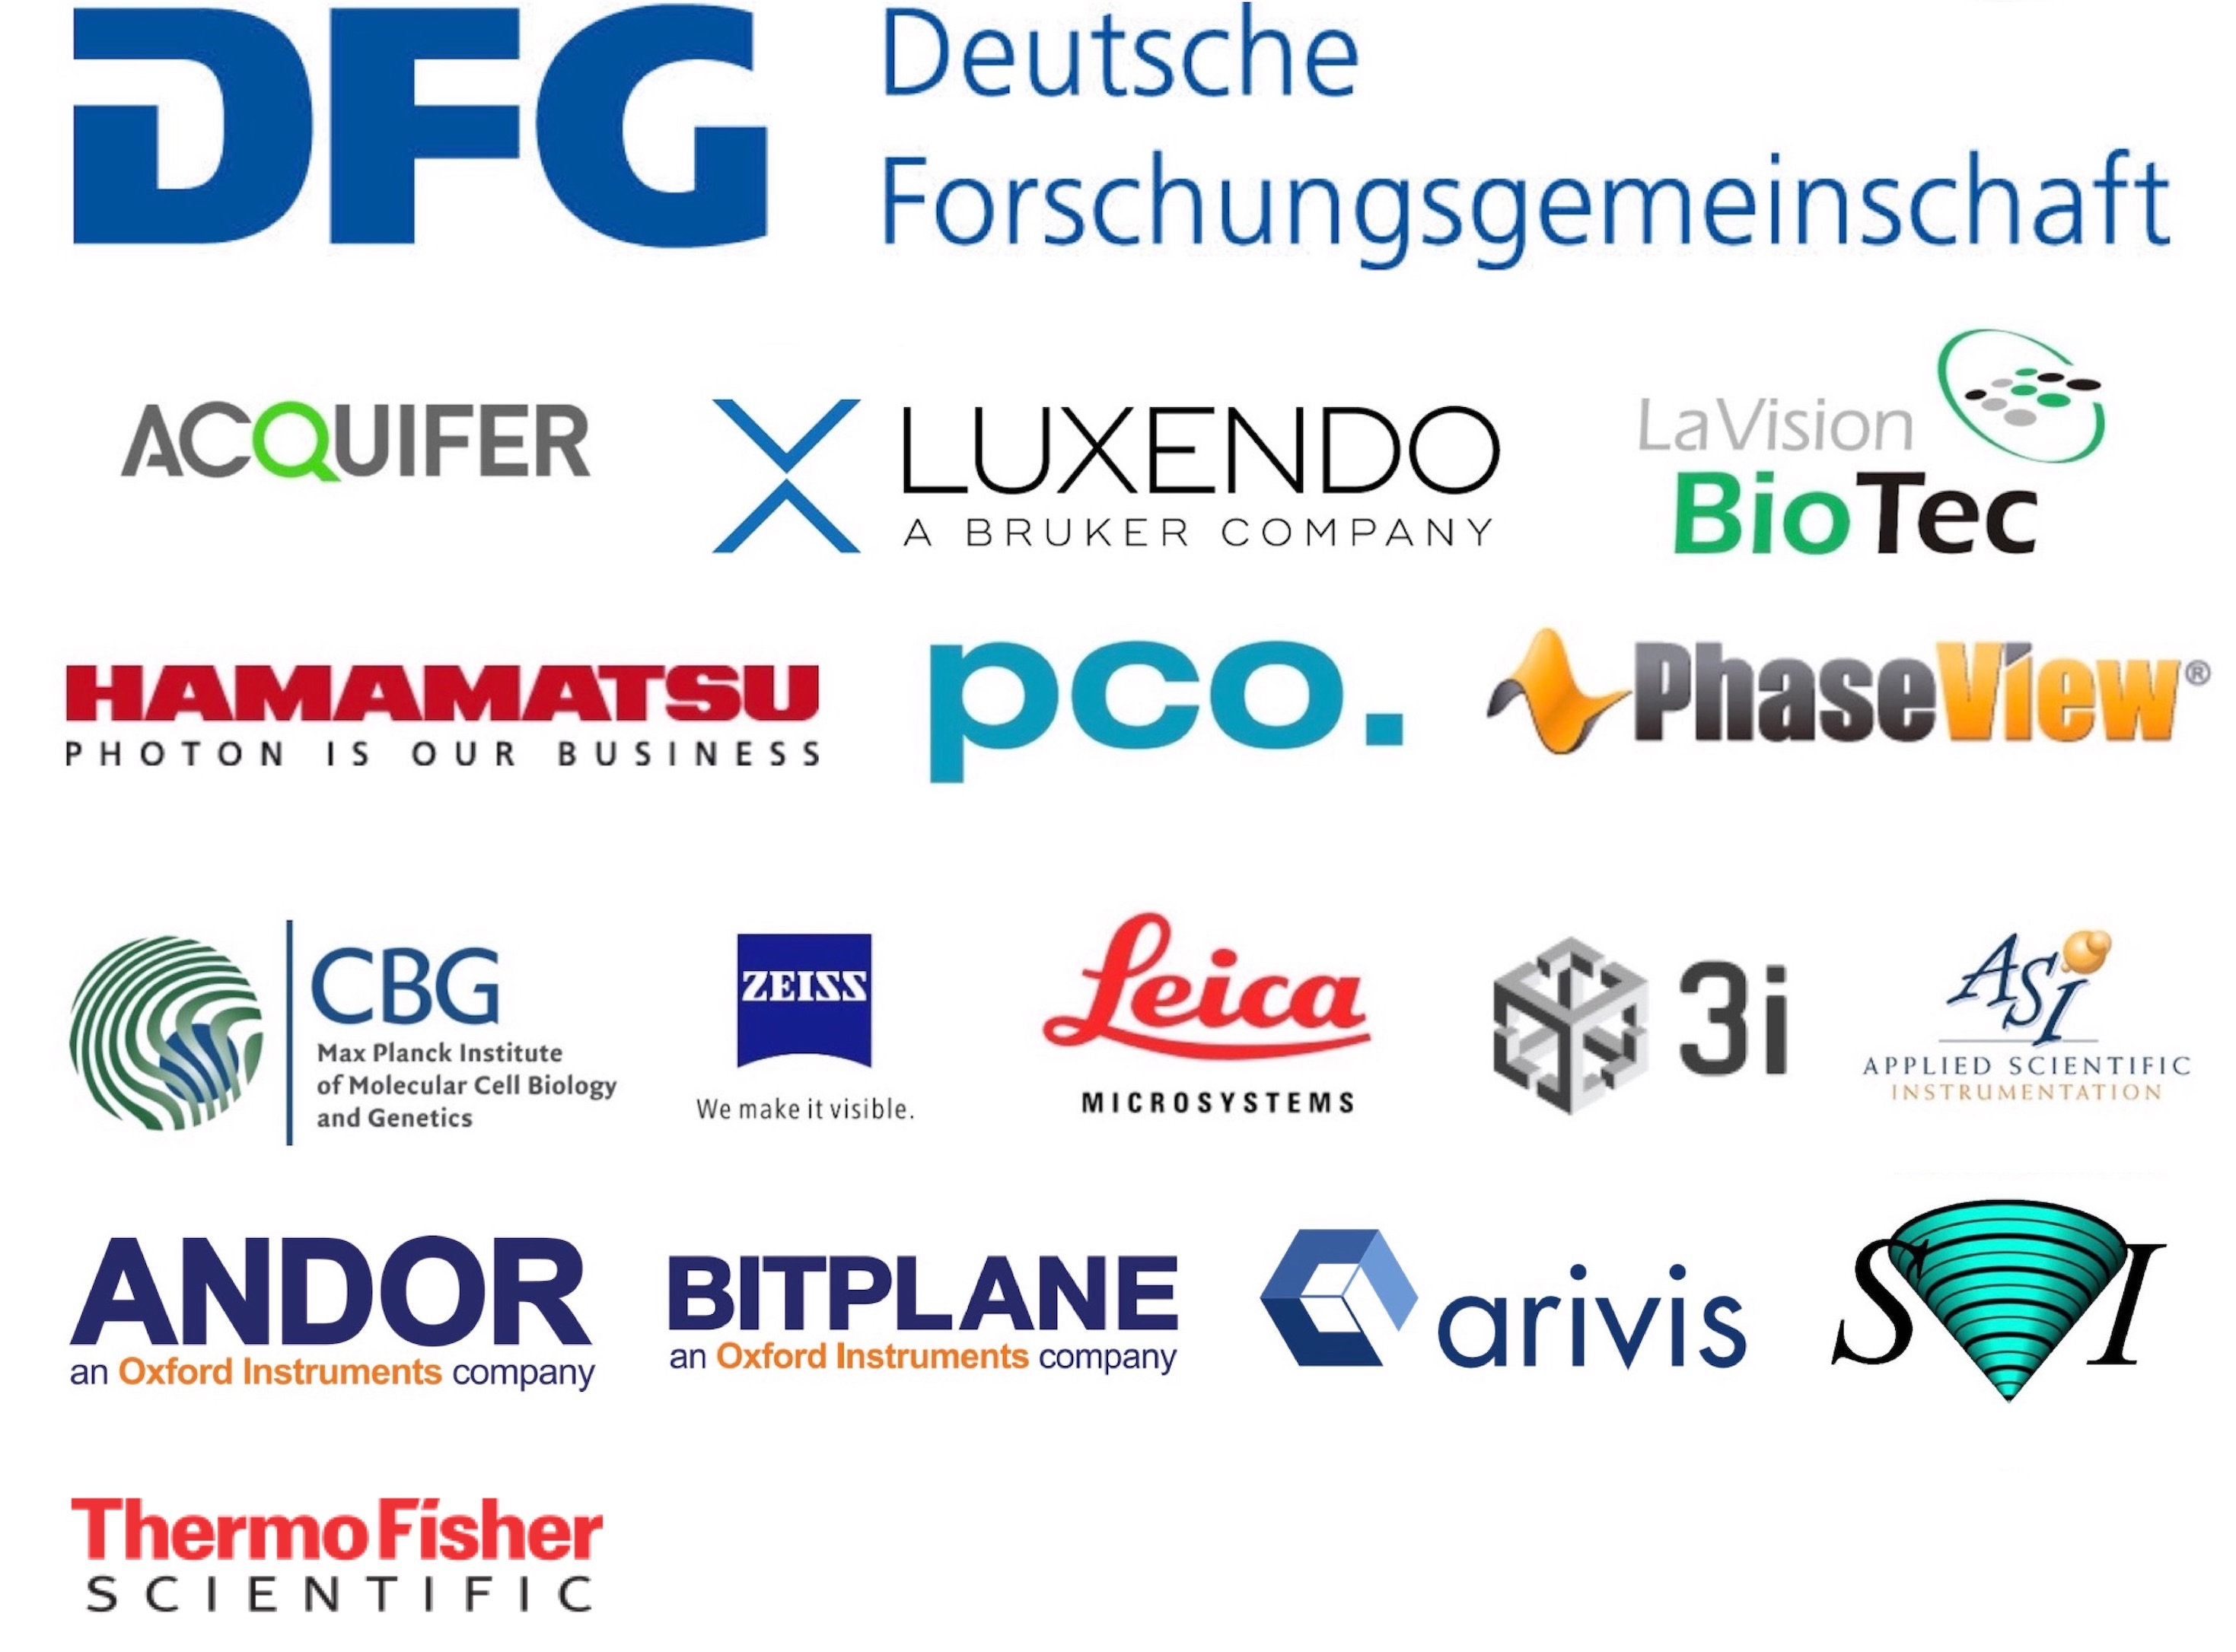 DFG Deutsche
Forschungsgemeinschaft
ACQUIFER
LUXENDO
A BRUKER COMPANY
LaVision
BioTec
HAMAMATSU
PHOTON IS OUR BUSINESS
pco.
PhaseView®
CBG
Max Planck Institute
of Molecular Cell Biology
and Genetics
ZEISS
We make it visible.
Leica
MICROSYSTEMS
3i
ASI
APPLIED SCIENTIFIC
INSTRUMENTATION
ANDOR
an Oxford Instruments company
BITPLANE
an Oxford Instruments company
arivis
SVI
ThermoFisher
SCIENTIFIC